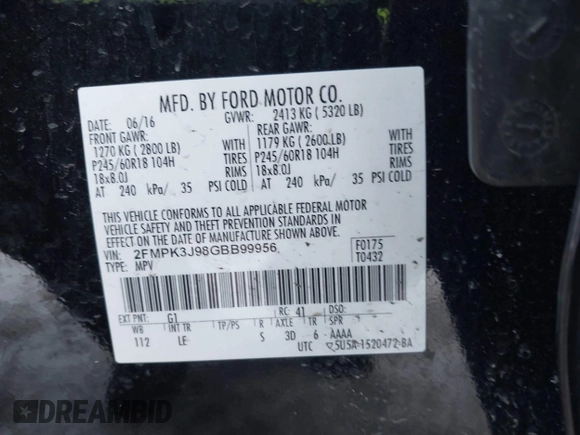 MFD. BY FORD MOTOR CO.
DATE: 06/16 GVWR: 2413 KG ( 5320 LB)
FRONT GAWR: REAR GAWR:
1270 KG ( 2800 LB) 1179 KG ( 2600 LB)
P245/60R18 104H TIRES P245/60R18 104H TIRES
18x8.0J RIMS 18x8.0J RIMS
AT 240 kPa/ 35 PSI COLD AT 240 kPa/ 35 PSI COLD
THIS VEHICLE CONFORMS TO ALL APPLICABLE FEDERAL MOTOR
VEHICLE SAFETY AND THEFT PREVENTION STANDARDS IN
EFFECT ON THE DATE OF MANUFACTURE SHOWN ABOVE.
VIN: 2FMPK3J98GBB99956 F0175
TYPE: MPV T0432
EXT PNT: G1 RC: 41 DSO:
WB INT TR TP/PS R AXLE TR SPR
112 LE S 3D 6 AAAA
UTC 5U5A-1520472-BA
DREAMBID